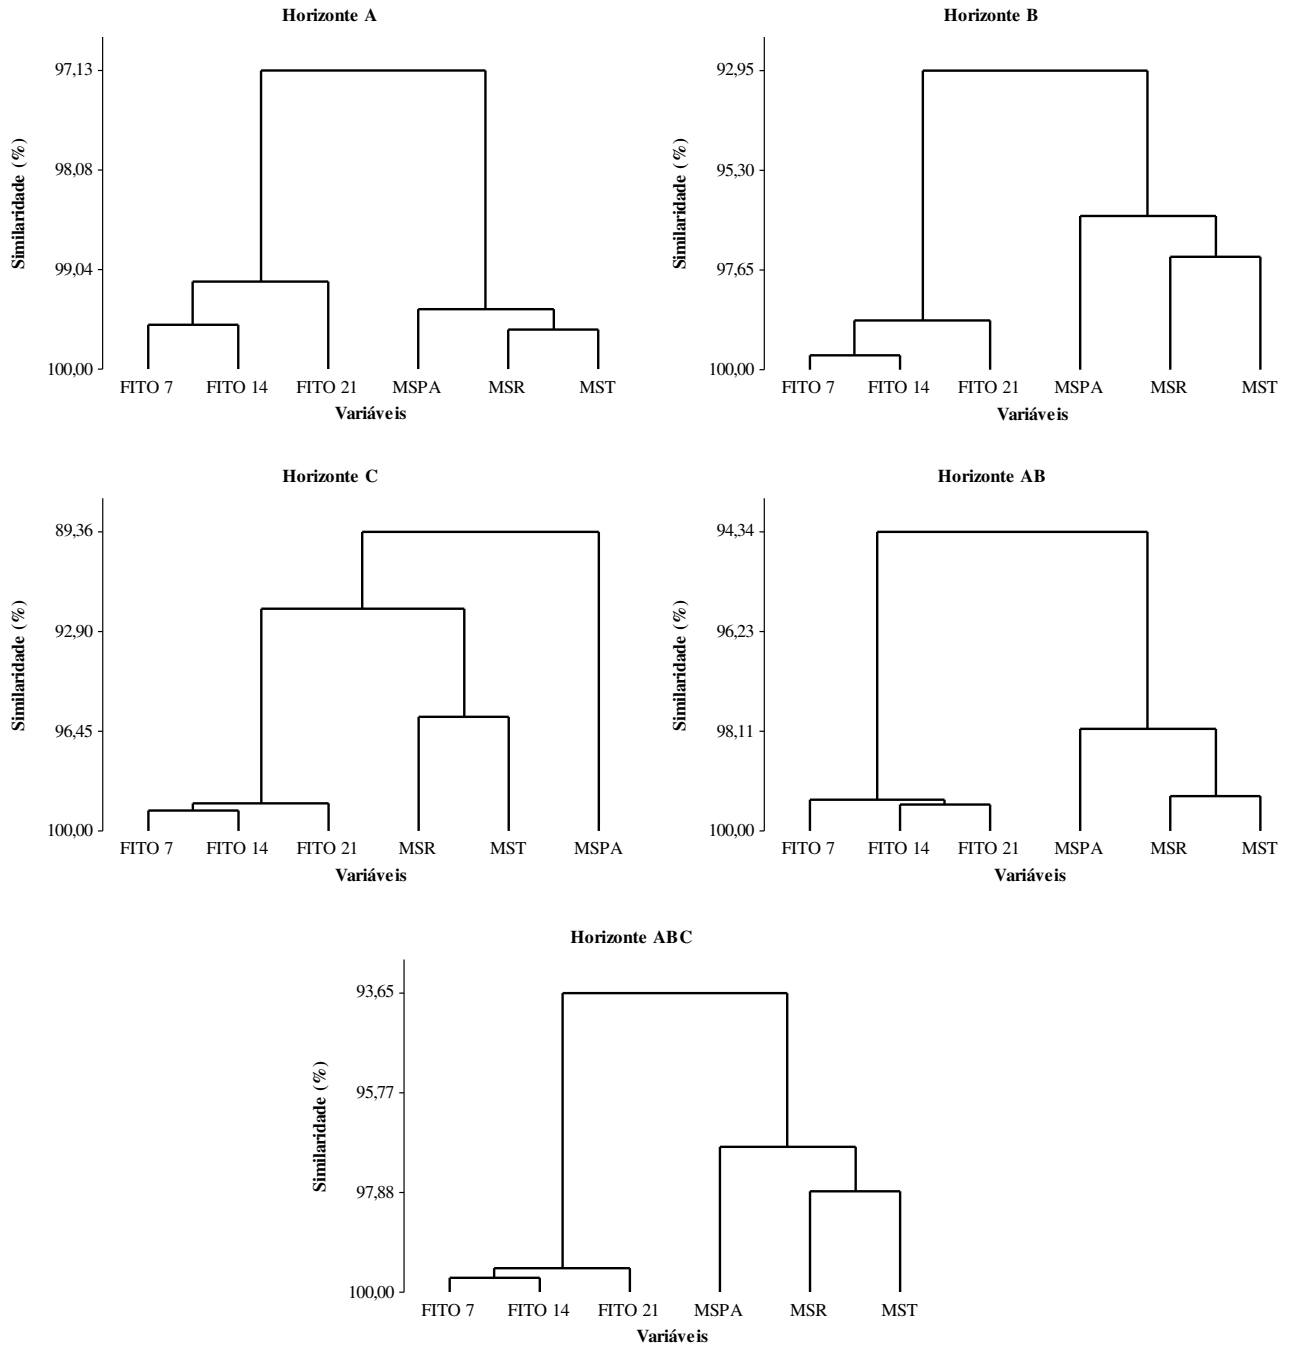 Horizonte A
97,13
98,08
99,04
100,00
Similaridade (%)
FITO 7 FITO 14 FITO 21 MSPA MSR MST
Variáveis
Horizonte B
92,95
95,30
97,65
100,00
Similaridade (%)
FITO 7 FITO 14 FITO 21 MSPA MSR MST
Variáveis
Horizonte C
89,36
92,90
96,45
100,00
Similaridade (%)
FITO 7 FITO 14 FITO 21 MSR MST MSPA
Variáveis
Horizonte AB
94,34
96,23
98,11
100,00
Similaridade (%)
FITO 7 FITO 14 FITO 21 MSPA MSR MST
Variáveis
Horizonte ABC
93,65
95,77
97,88
100,00
Similaridade (%)
FITO 7 FITO 14 FITO 21 MSPA MSR MST
Variáveis